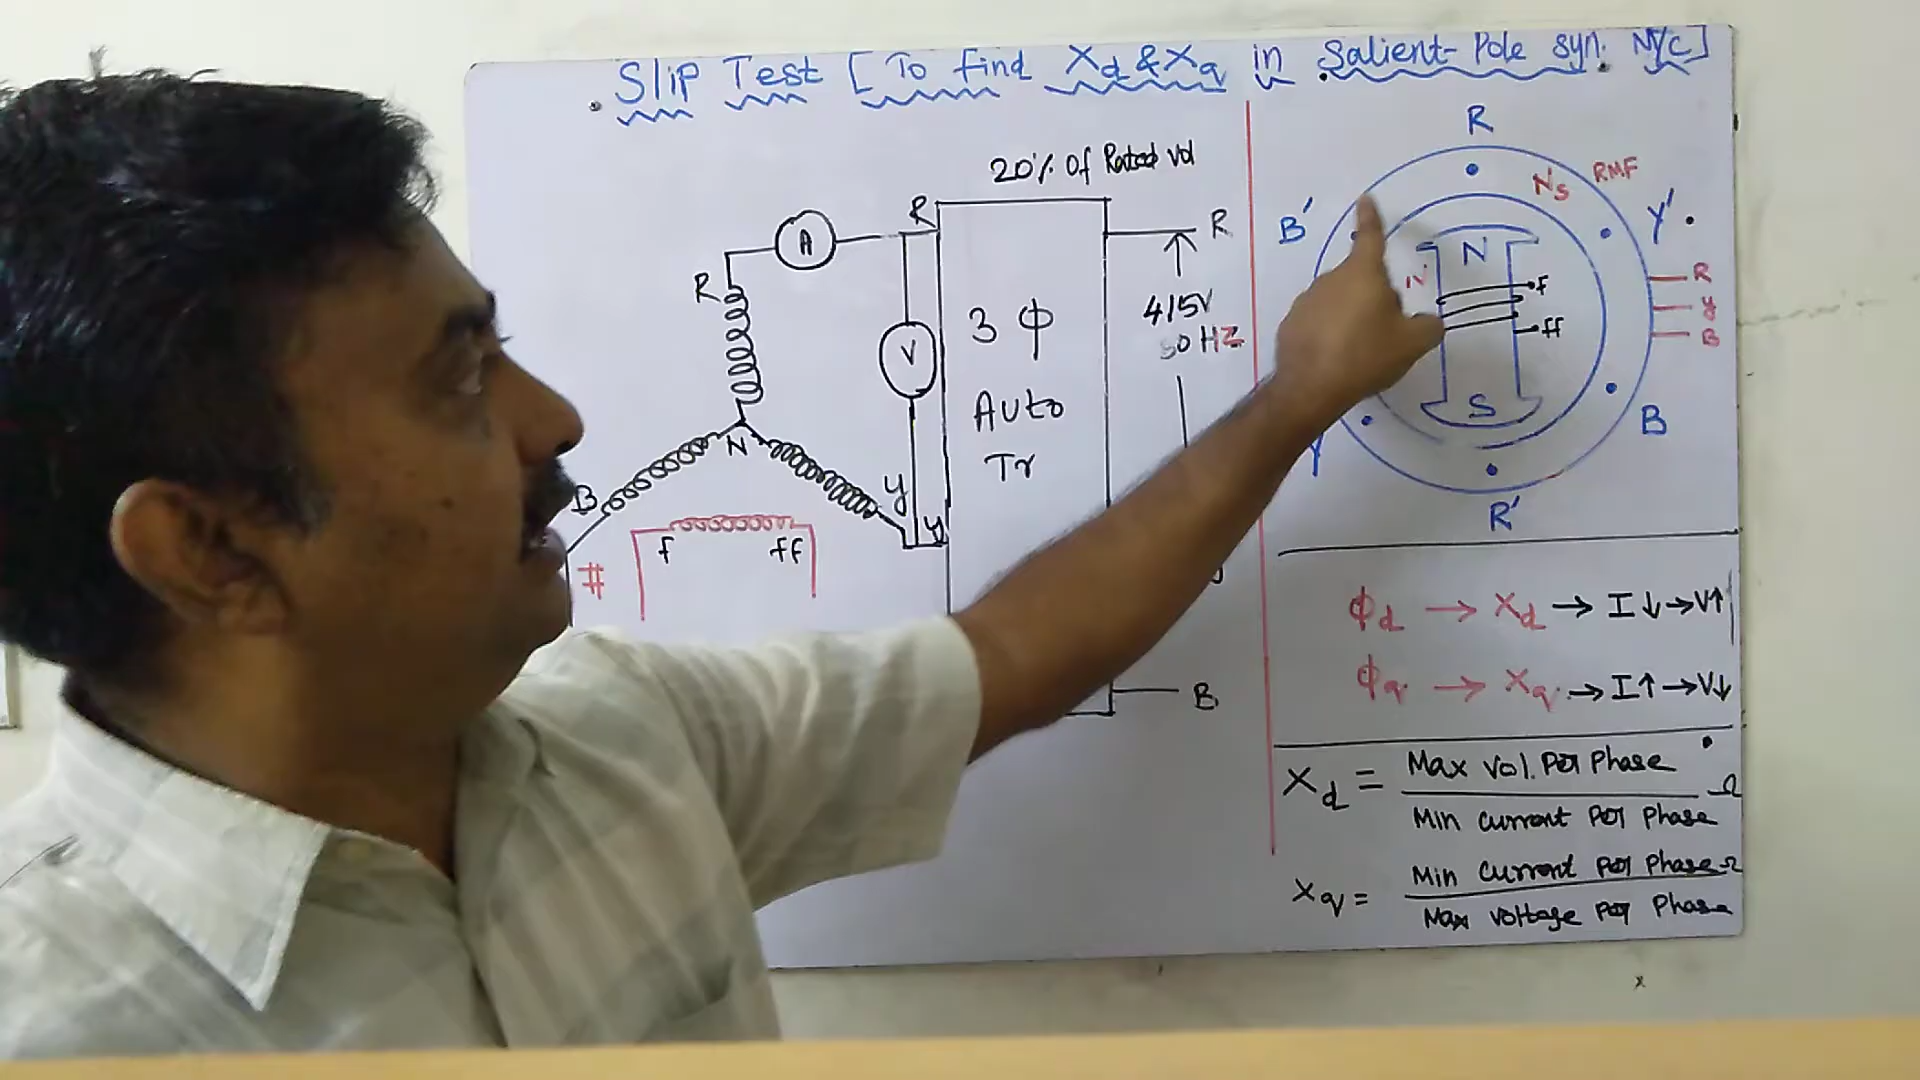 Slip Test [To find Xd & Xq in Salient-Pole syn. M/c]
20% Of Rated Vol
R
A
R
R
V
3 Φ
Auto
Tr
415V
50 HZ
N
B
Y
Y
#
f
ff
B
R
Ns
RMF
B'
Y'
N
N
f
ff
R
Y
B
S
Y
B
R'
Φd → Xd → I↓→V↑
Φq → Xq → I↑→V↓
Xd = Max Vol. Per Phase Ω
Min Current Per Phase
Xq = Min Current Per Phase Ω
Max Voltage Per Phase